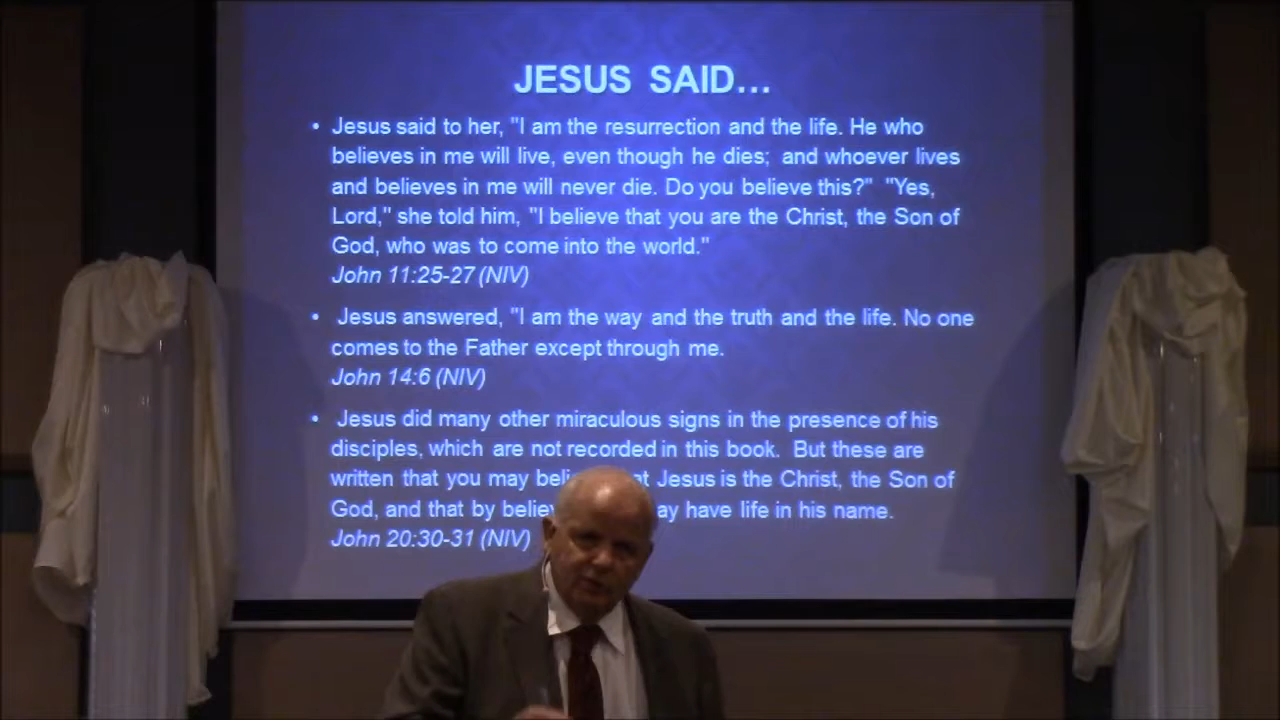 JESUS SAID...
• Jesus said to her, "I am the resurrection and the life. He who
believes in me will live, even though he dies; and whoever lives
and believes in me will never die. Do you believe this?" "Yes,
Lord," she told him, "I believe that you are the Christ, the Son of
God, who was to come into the world."
John 11:25-27 (NIV)
• Jesus answered, "I am the way and the truth and the life. No one
comes to the Father except through me.
John 14:6 (NIV)
• Jesus did many other miraculous signs in the presence of his
disciples, which are not recorded in this book. But these are
written that you may Jesus is the Christ, the Son of
God, and that by have life in his name.
John 20:30-31 (NIV)